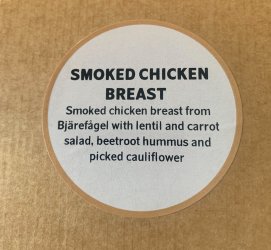 SMOKED CHICKEN
BREAST
Smoked chicken breast from
Bjärefågel with lentil and carrot
salad, beetroot hummus and
picked cauliflower